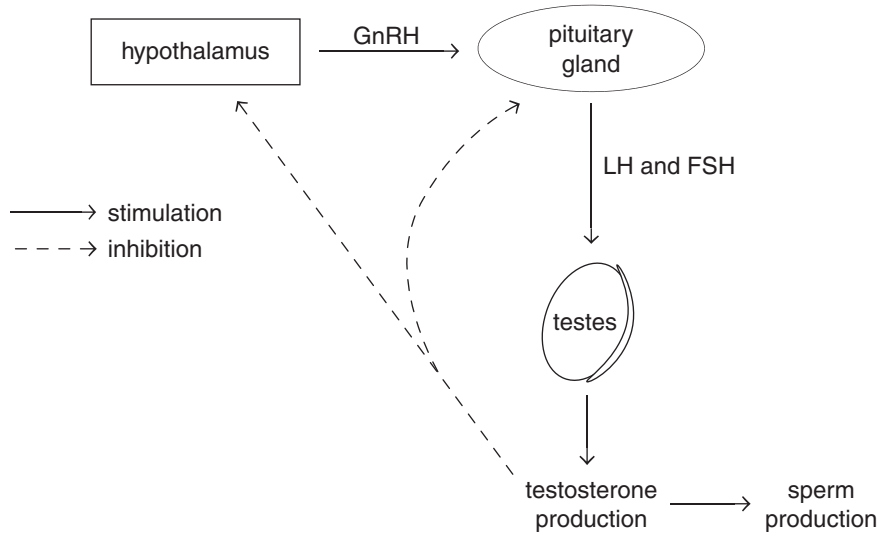 hypothalamus
GnRH
pituitary
gland
LH and FSH
stimulation
inhibition
testes
testosterone
production
sperm
production